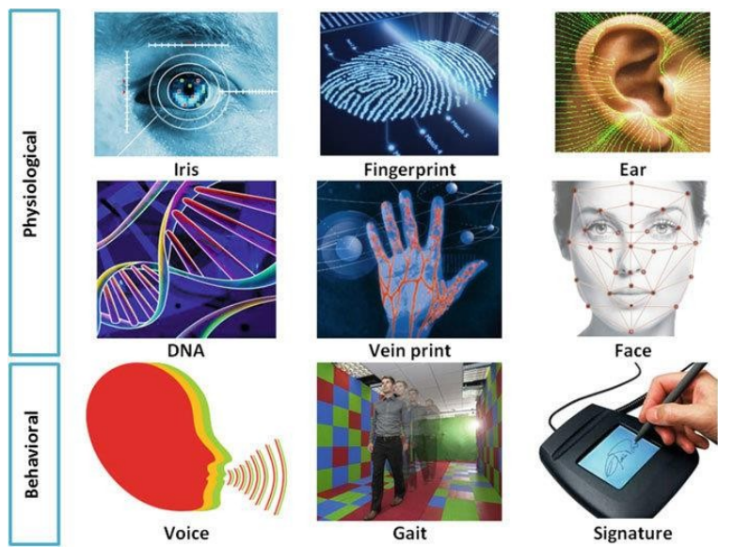 Physiological
Iris
Fingerprint
Ear
DNA
Vein print
Face
Behavioral
Voice
Gait
Signature